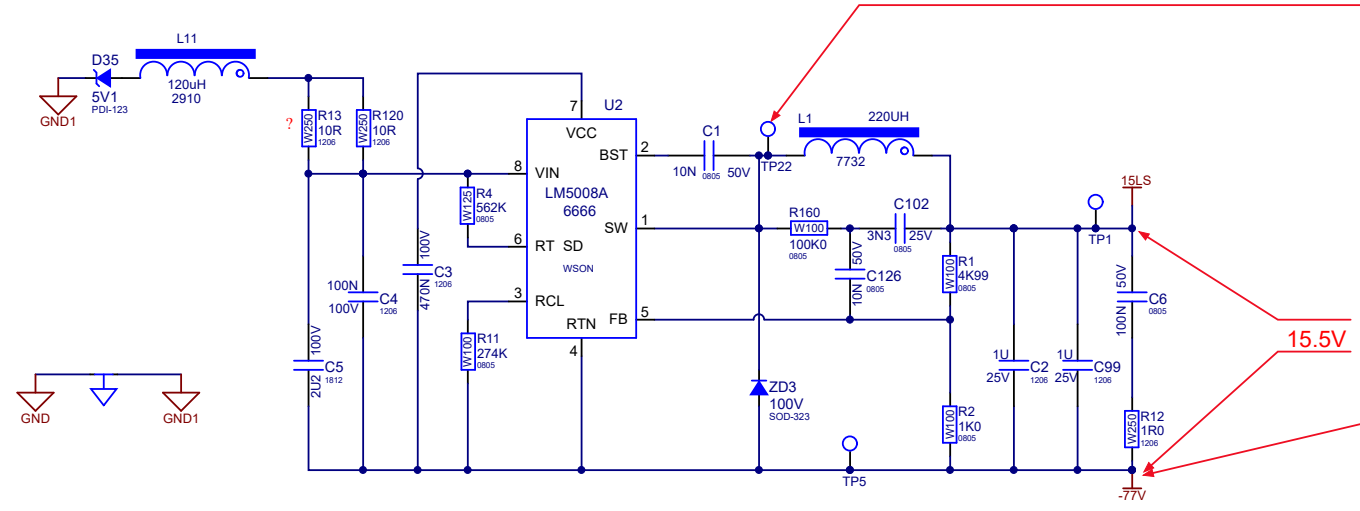 L11
D35
120uH
2910
5V1
PDI-123
GND1
?
W250
R13
10R
1206
W250
R120
10R
1206
7
U2
VCC
BST
2
8
VIN
LM5008A
6666
SW
1
6
RT SD
WSON
3
RCL
FB
5
RTN
4
W125
R4
562K
0805
100V
C3
1206
470N
W100
R11
274K
0805
100N
C4
100V
1206
100V
C5
1812
2U2
GND
GND1
C1
10N
0805
50V
TP22
L1
220UH
7732
R160
W100
100K0
0805
C102
3N3
25V
0805
50V
C126
0805
10N
W100
R1
4K99
0805
W100
R2
1K0
0805
ZD3
100V
SOD-323
TP5
1U
C2
25V
1206
1U
C99
25V
1206
TP1
15LS
50V
C6
0805
100N
W250
R12
1R0
1206
-77V
15.5V